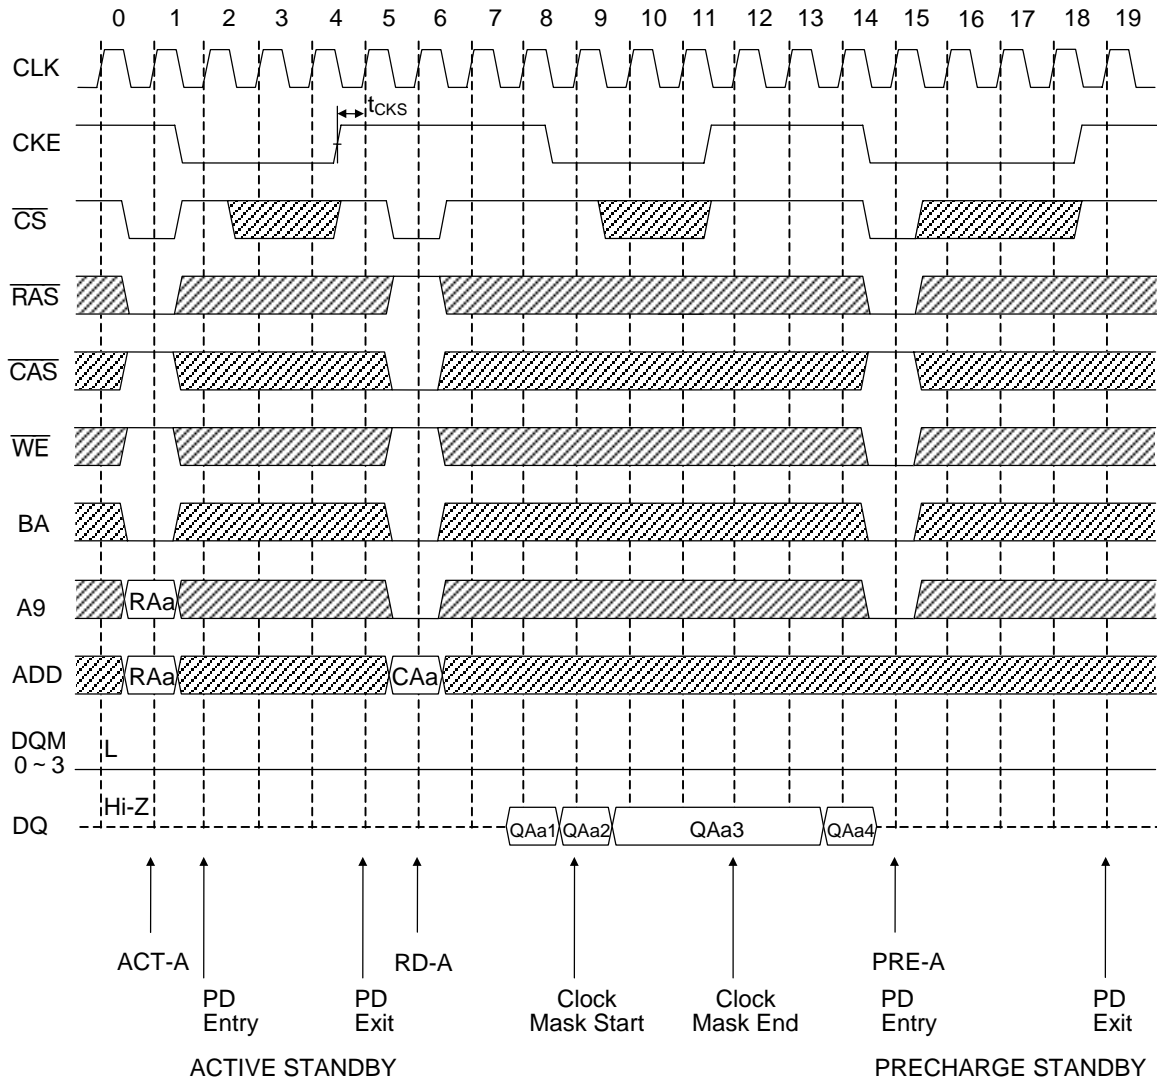 0 1 2 3 4 5 6 7 8 9 10 11 12 13 14 15 16 17 18 19
CLK
tCKS
CKE
CS
RAS
CAS
WE
BA
A9 RAa
ADD RAa CAa
DQM
0 ~ 3
L
Hi-Z
DQ QAa1 QAa2 QAa3 QAa4
ACT-A RD-A PRE-A
PD Entry
PD Exit
Clock Mask Start
Clock Mask End
PD Entry
PD Exit
ACTIVE STANDBY PRECHARGE STANDBY